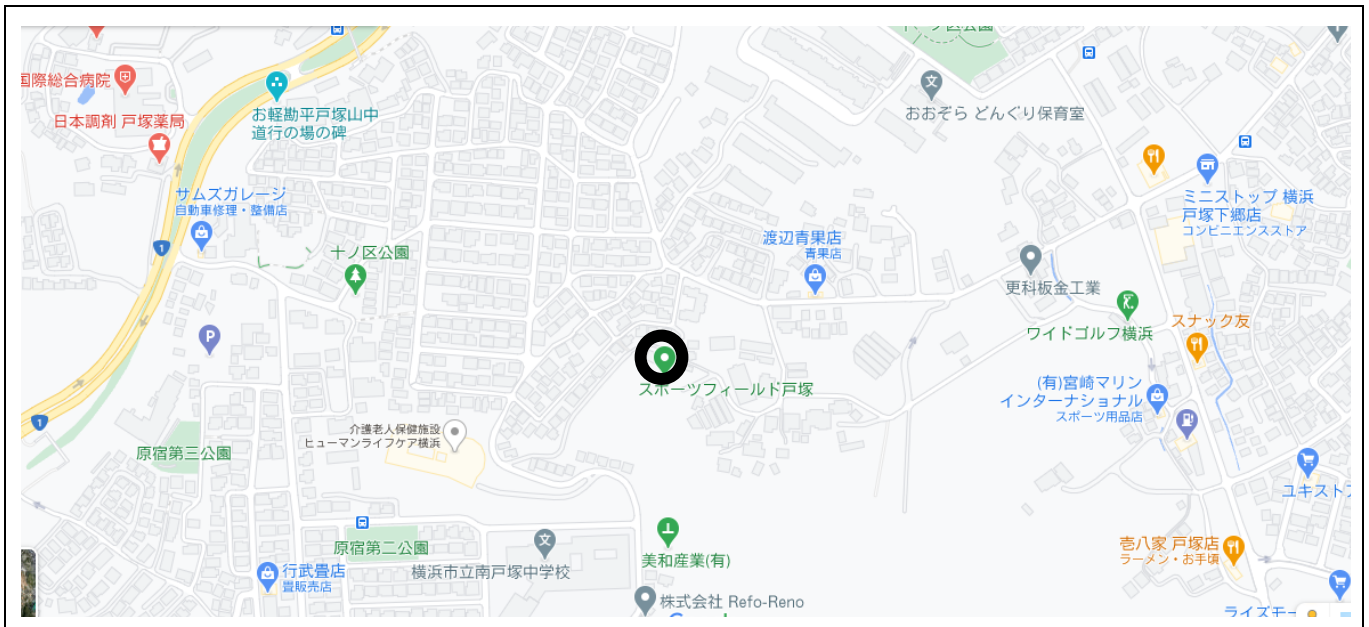 国際総合病院
日本調剤 戸塚薬局
お軽勘平戸塚山中
道行の場の碑
おおぞら どんぐり保育室
サムズガレージ
自動車修理・整備店
ミニストップ 横浜
戸塚下郷店
コンビニエンスストア
1
十ノ区公園
渡辺青果店
青果店
更科板金工業
P
ワイドゴルフ横浜
スナック友
スポーツフィールド戸塚
(有)宮崎マリン
インターナショナル
スポーツ用品店
1
介護老人保健施設
ヒューマンライフケア横浜
原宿第三公園
ユキスト
原宿第二公園
文
文
横浜市立南戸塚中学校
美和産業(有)
壱八家 戸塚店
ラーメン・お手頃
行武畳店
畳販売店
株式会社 Refo-Reno
ライズモー